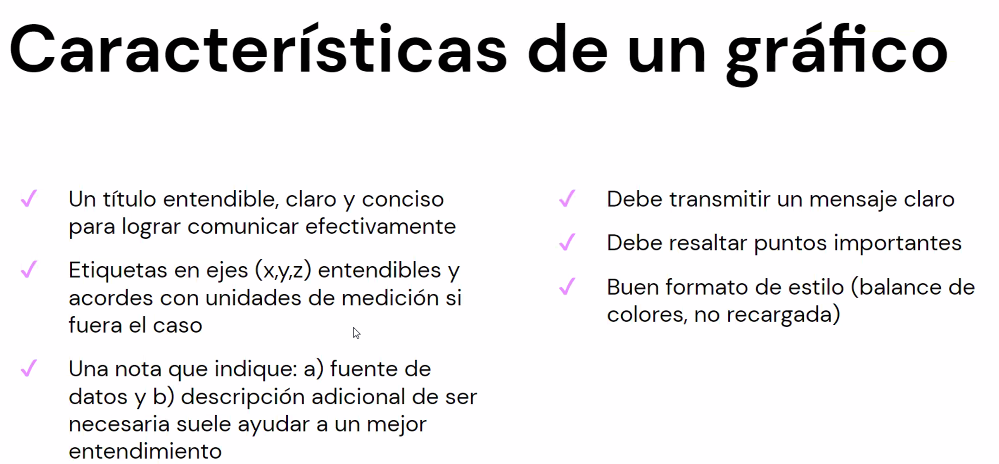 Características de un gráfico
Un título entendible, claro y conciso
para lograr comunicar efectivamente
Etiquetas en ejes (x,y,z) entendibles y
acordes con unidades de medición si
fuera el caso
Una nota que indique: a) fuente de
datos y b) descripción adicional de ser
necesaria suele ayudar a un mejor
entendimiento
Debe transmitir un mensaje claro
Debe resaltar puntos importantes
Buen formato de estilo (balance de
colores, no recargada)